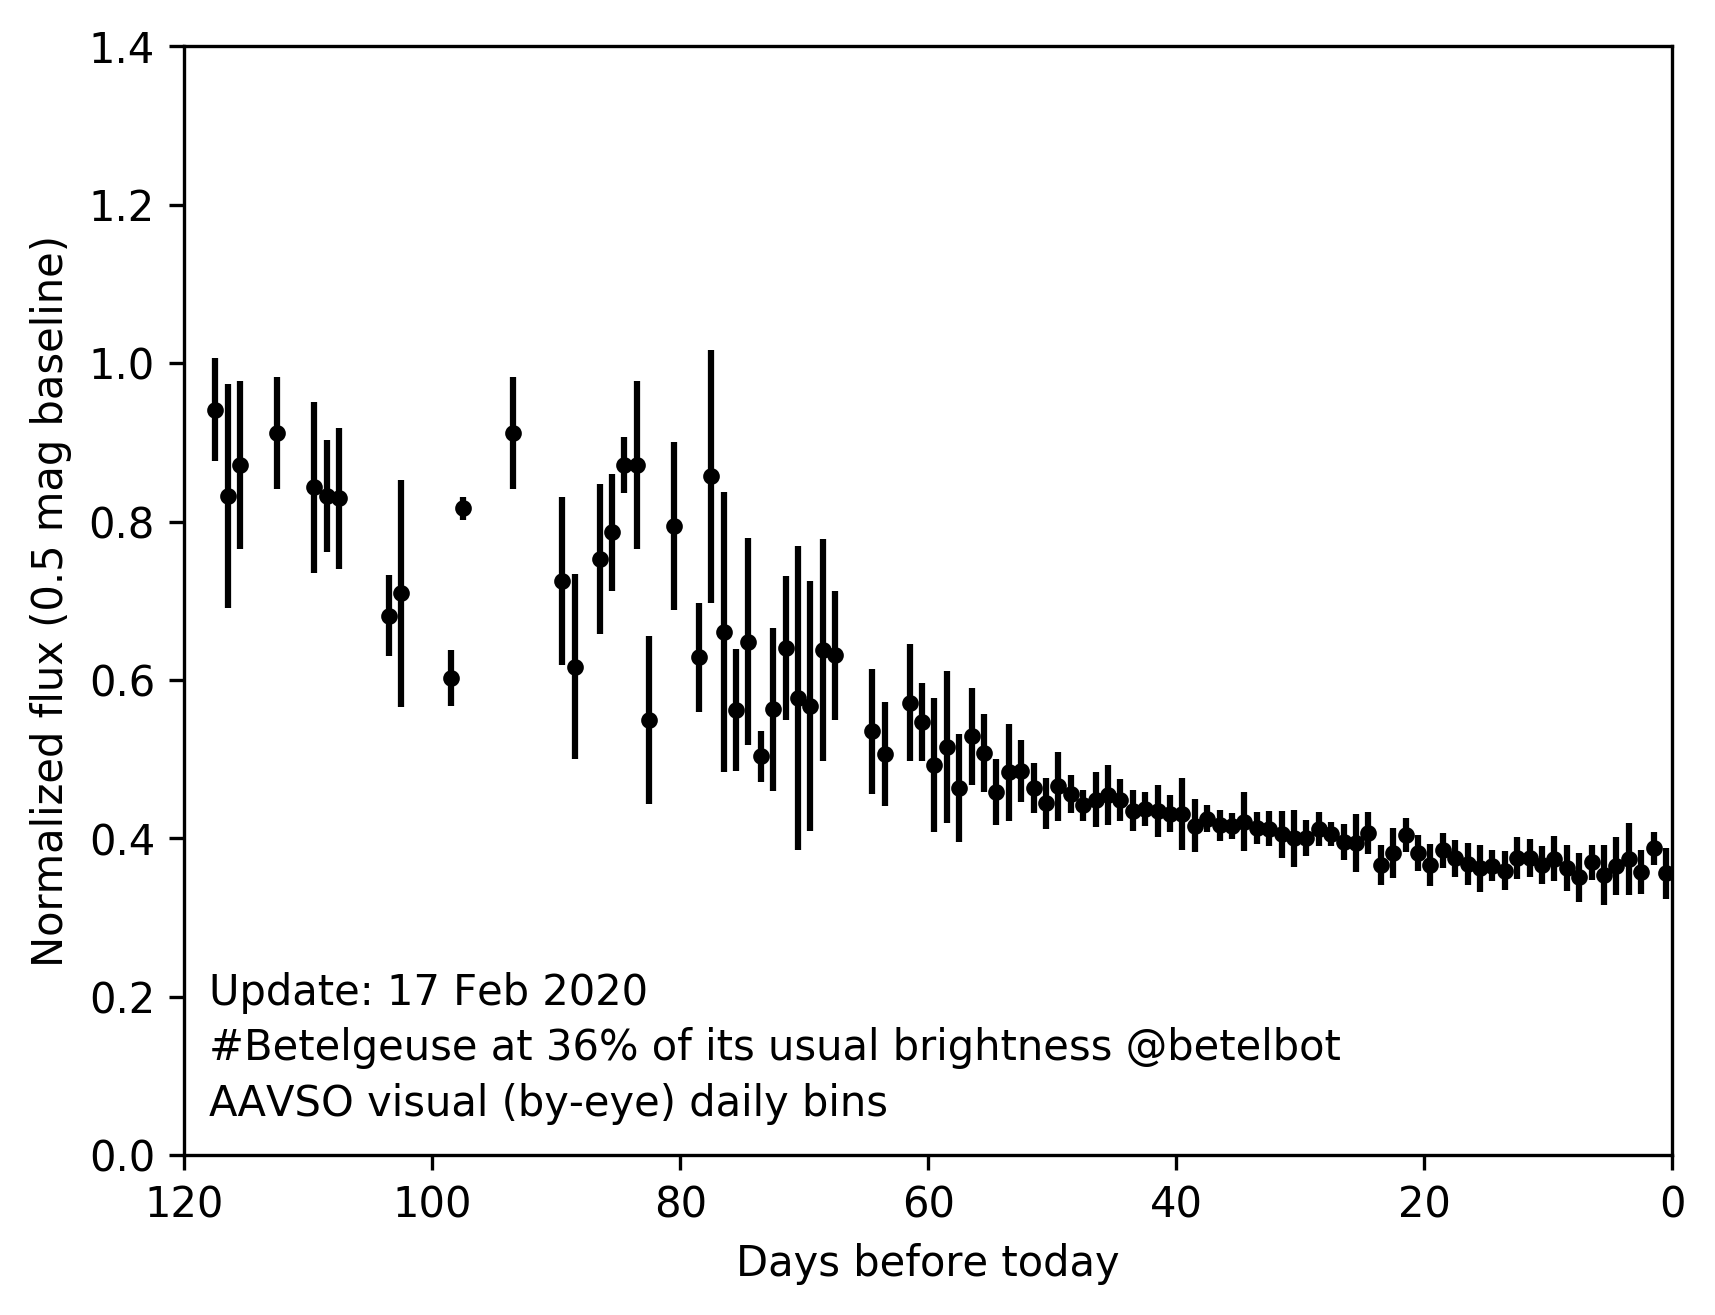 1.4
1.2
1.0
0.8
0.6
0.4
0.2
0.0
Normalized flux (0.5 mag baseline)
Update: 17 Feb 2020
#Betelgeuse at 36% of its usual brightness @betelbot
AAVSO visual (by-eye) daily bins
120 100 80 60 40 20 0
Days before today